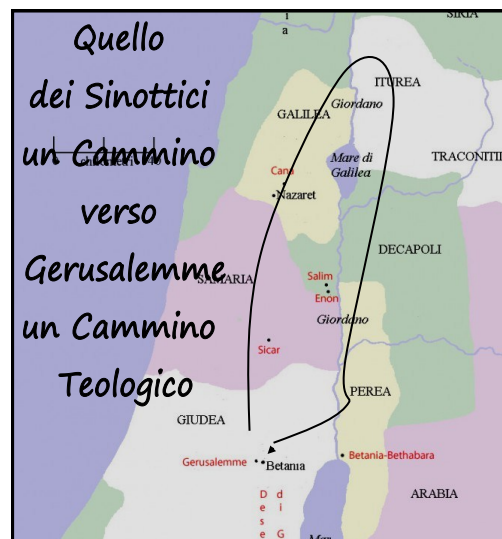 Quello
dei Sinottici
un Cammino
verso
Gerusalemme
un Cammino
Teologico
i
a
SIRIA
ITUREA
Giordano
GALILEA
Mare di
Galilea
TRACONITI
Cana
Nazaret
DECAPOLI
SAMARIA
Salim
Enon
Giordano
Sicar
PEREA
GIUDEA
Gerusalemme
Betania
Betania-Bethabara
ARABIA
D
e
s
e
d
i
G
Mar